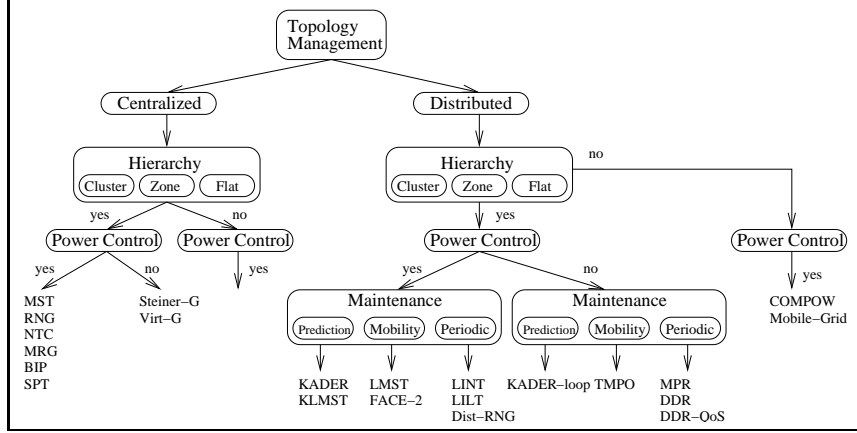 Topology
Management
Centralized
Distributed
Hierarchy
Cluster Zone Flat
Hierarchy
Cluster Zone Flat
no
yes no
yes
Power Control
Power Control
Power Control
Power Control
yes no yes
yes no
yes
MST
RNG
NTC
MRG
BIP
SPT
Steiner-G
Virt-G
Maintenance
Prediction Mobility Periodic
Maintenance
Prediction Mobility Periodic
COMPOW
Mobile-Grid
KADER
KLMST
LMST
FACE-2
LINT
LILT
Dist-RNG
KADER-loop
TMPO
MPR
DDR
DDR-QoS